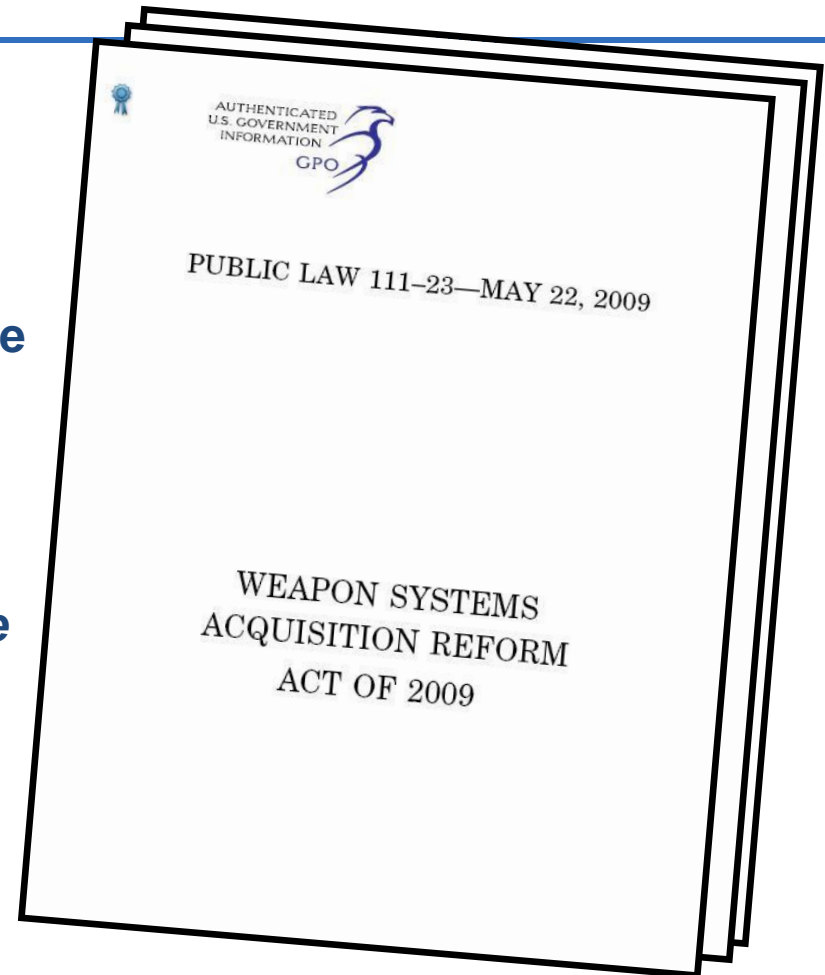 AUTHENTICATED
U.S. GOVERNMENT
INFORMATION
GPO
PUBLIC LAW 111–23—MAY 22, 2009
e
WEAPON SYSTEMS
e
ACQUISITION REFORM
ACT OF 2009